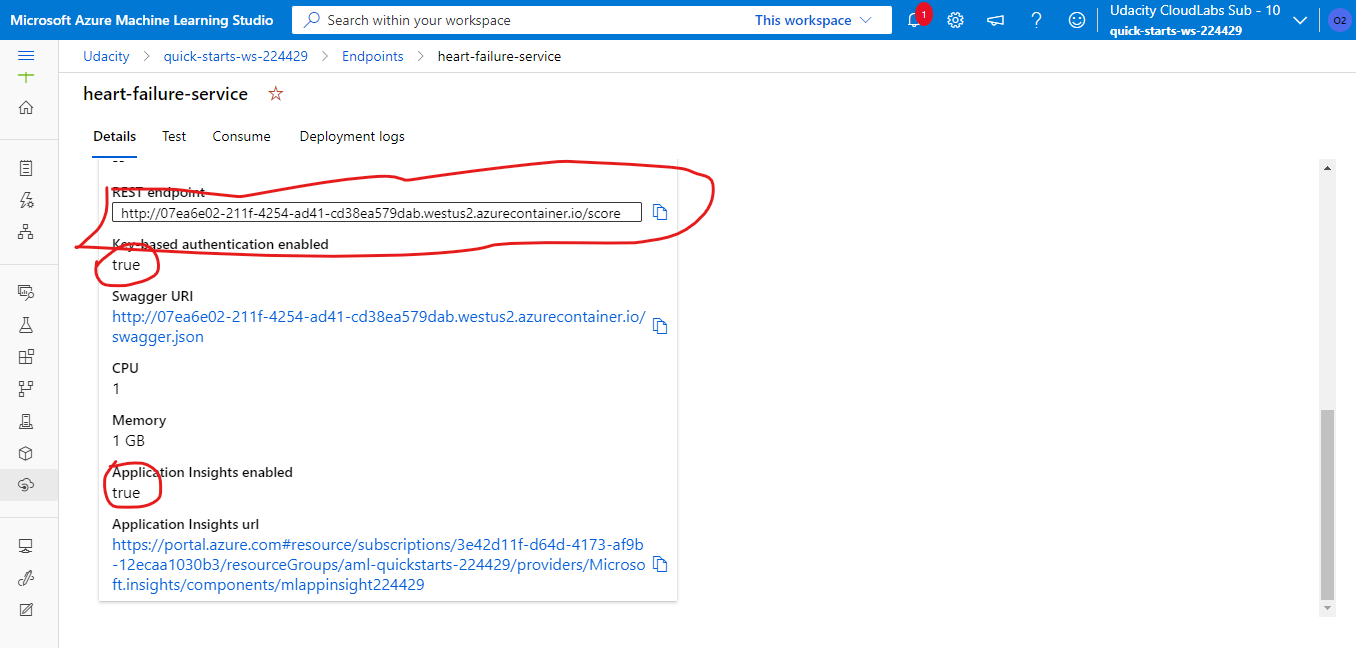 Microsoft Azure Machine Learning Studio
Search within your workspace
This workspace
1
?
Udacity CloudLabs Sub - 10
quick-starts-ws-224429
O2
Udacity > quick-starts-ws-224429 > Endpoints > heart-failure-service
heart-failure-service
Details Test Consume Deployment logs
REST endpoint
http://07ea6e02-211f-4254-ad41-cd38ea579dab.westus2.azurecontainer.io/score
Key-based authentication enabled
true
Swagger URI
http://07ea6e02-211f-4254-ad41-cd38ea579dab.westus2.azurecontainer.io/
swagger.json
CPU
1
Memory
1 GB
Application Insights enabled
true
Application Insights url
https://portal.azure.com#resource/subscriptions/3e42d11f-d64d-4173-af9b
-12ecaa1030b3/resourceGroups/aml-quickstarts-224429/providers/Microso
ft.insights/components/mlappinsight224429